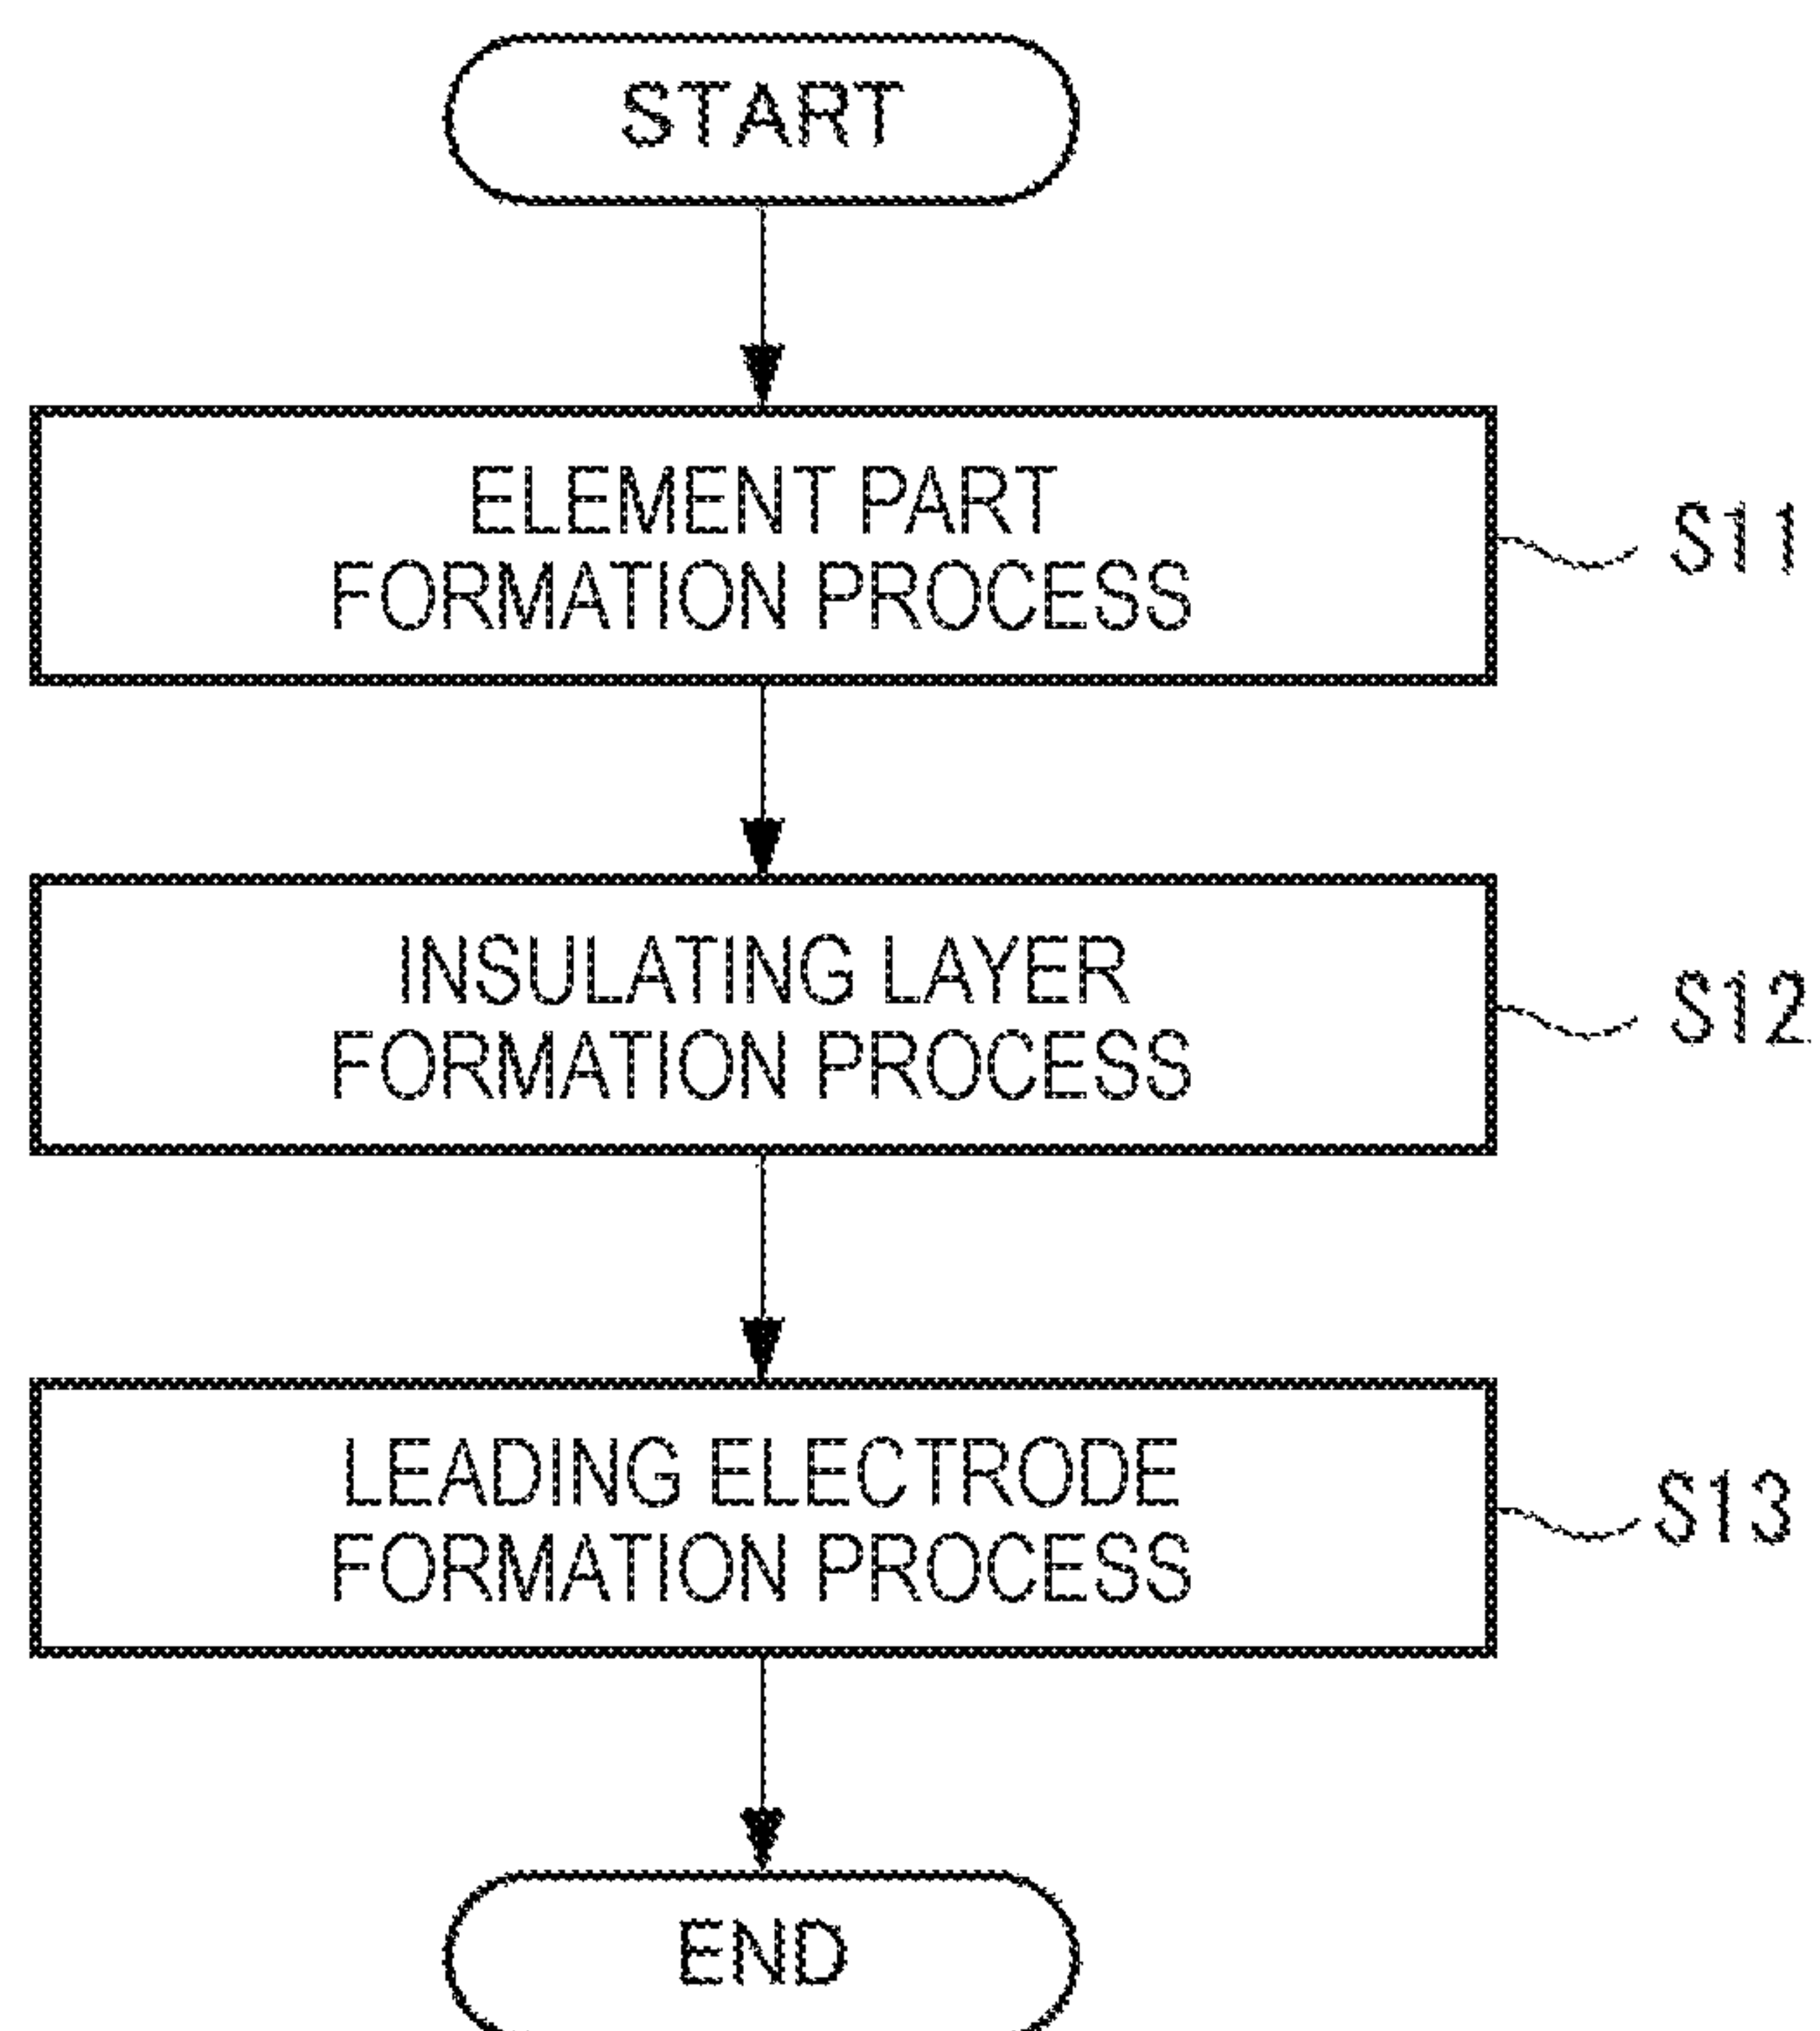 START
ELEMENT PART
FORMATION PROCESS
S11
INSULATING LAYER
FORMATION PROCESS
S12
LEADING ELECTRODE
FORMATION PROCESS
S13
END